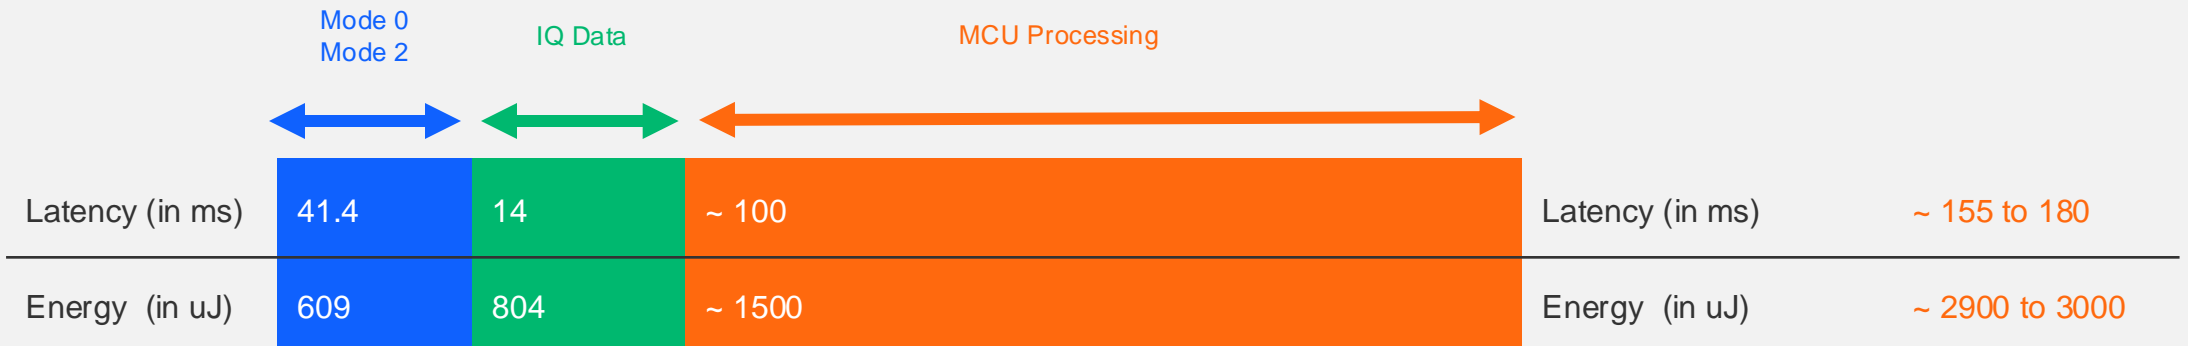 Mode 0
Mode 2
IQ Data
MCU Processing
Latency (in ms) 41.4 14 ~ 100 Latency (in ms) ~ 155 to 180
Energy (in uJ) 609 804 ~ 1500 Energy (in uJ) ~ 2900 to 3000